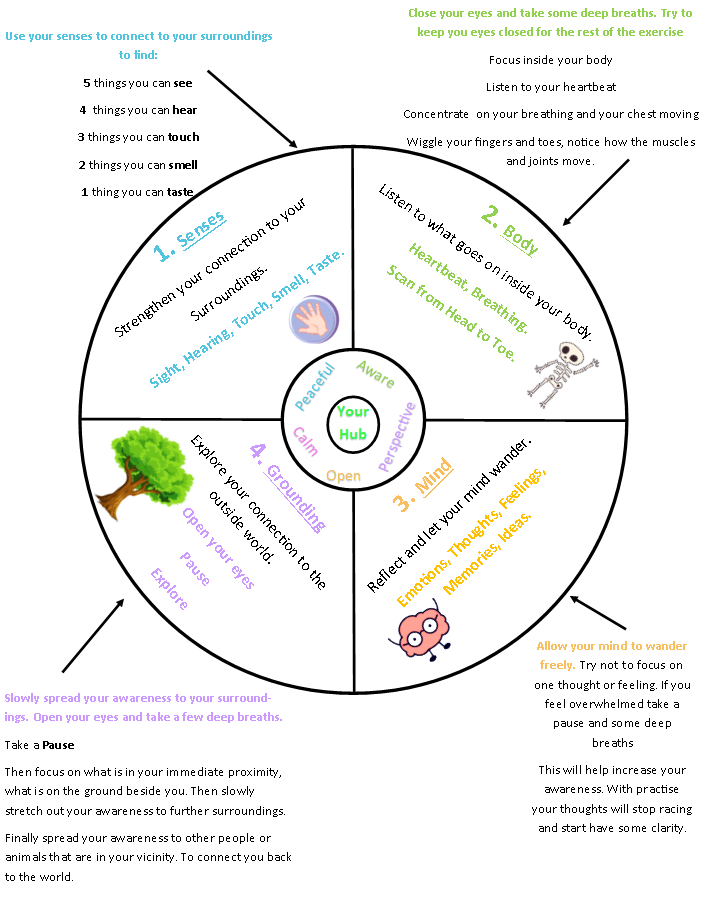 Use your senses to connect to your surroundings
to find:
5 things you can see
4 things you can hear
3 things you can touch
2 things you can smell
1 thing you can taste
Close your eyes and take some deep breaths. Try to
keep you eyes closed for the rest of the exercise
Focus inside your body
Listen to your heartbeat
Concentrate on your breathing and your chest moving
Wiggle your fingers and toes, notice how the muscles
and joints move.
1. Senses
Strengthen your connection to your
Surroundings.
Sight, Hearing, Touch, Smell, Taste.
2. Body
Listen to what goes on inside your body.
Heartbeat, Breathing.
Scan from Head to Toe.
Peaceful
Aware
Perspective
Open
Calm
Your
Hub
3. Mind
Reflect and let your mind wander.
Emotions, Thoughts, Feelings,
Memories, Ideas.
4. Grounding
Explore your connection to the
outside world.
Open your eyes
Pause
Explore
Allow your mind to wander
freely. Try not to focus on
one thought or feeling. If you
feel overwhelmed take a
pause and some deep
breaths
This will help increase your
awareness. With practise
your thoughts will stop racing
and start have some clarity.
Slowly spread your awareness to your surround-
ings. Open your eyes and take a few deep breaths.
Take a Pause
Then focus on what is in your immediate proximity,
what is on the ground beside you. Then slowly
stretch out your awareness to further surroundings.
Finally spread your awareness to other people or
animals that are in your vicinity. To connect you back
to the world.